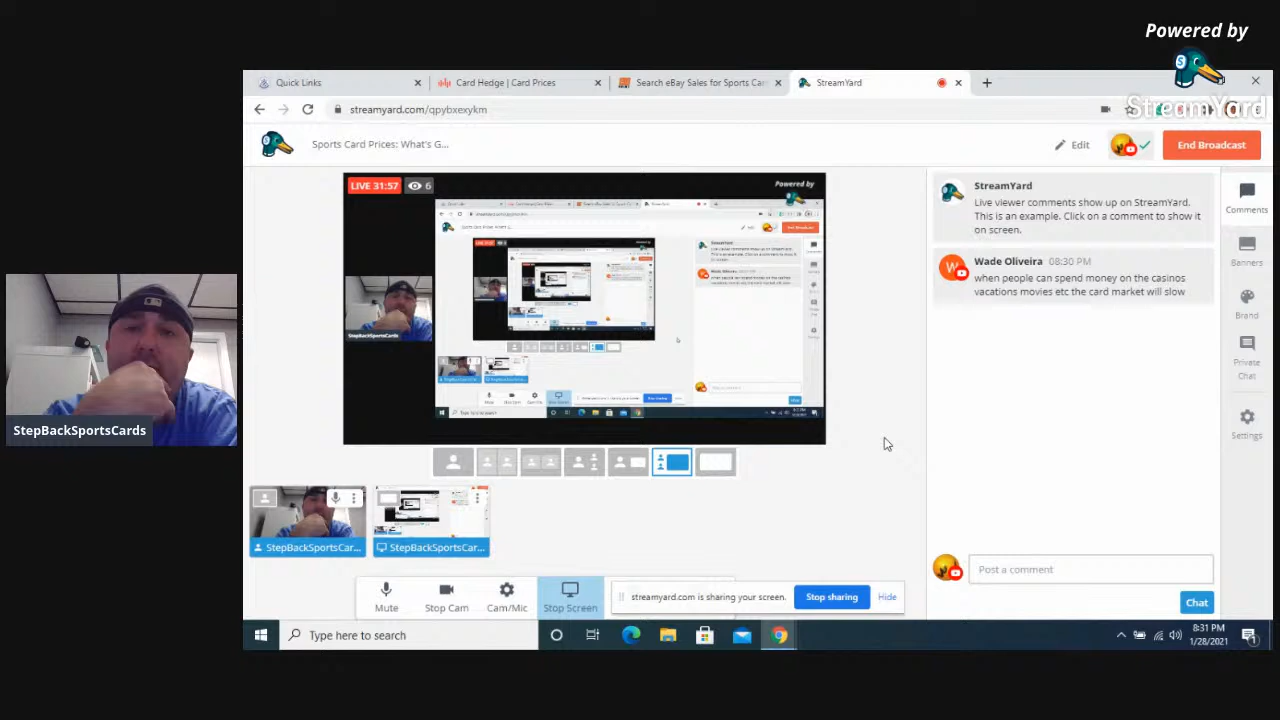 Powered by
StreamYard
Quick Links
Card Hedge | Card Prices
Search eBay Sales for Sports Car
StreamYard
streamyard.com/qpybxexykm
Sports Card Prices: What's G...
Edit
End Broadcast
LIVE 31:57
6
Powered by
StreamYard
Live viewer comments show up on StreamYard.
This is an example. Click on a comment to show it
on screen.
Wade Oliveira 08:30 PM
when people can spend money on the casinos
vacations movies etc the card market will slow
Comments
Banners
Brand
Private
Chat
Settings
StepBackSportsCards
StepBackSportsCards
StepBackSportsCar...
StepBackSportsCar...
Mute
Stop Cam
Cam/Mic
Stop Screen
streamyard.com is sharing your screen.
Stop sharing
Hide
Post a comment
Chat
Type here to search
8:31 PM
1/28/2021